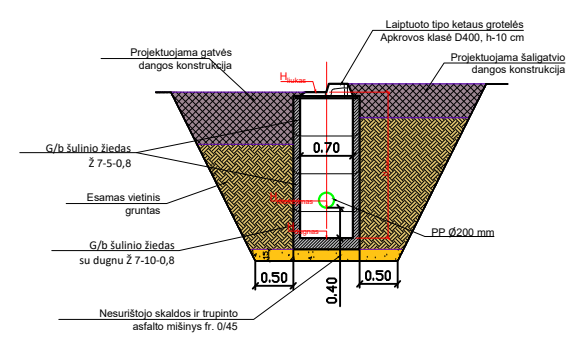 Laiptuoto tipo ketaus grotelės
Apkrovos klasė D400, h-10 cm
Projektuojama gatvės
dangos konstrukcija
Projektuojama šaligatvio
dangos konstrukcija
Hliukas
G/b šulinio žiedas
Ž 7-5-0,8
0.70
Esamas vietinis
gruntas
G/b šulinio žiedas
su dugnu Ž 7-10-0,8
PP Ø200 mm
0.50
0.40
0.50
Nesurištojo skaldos ir trupinto
asfalto mišinys fr. 0/45